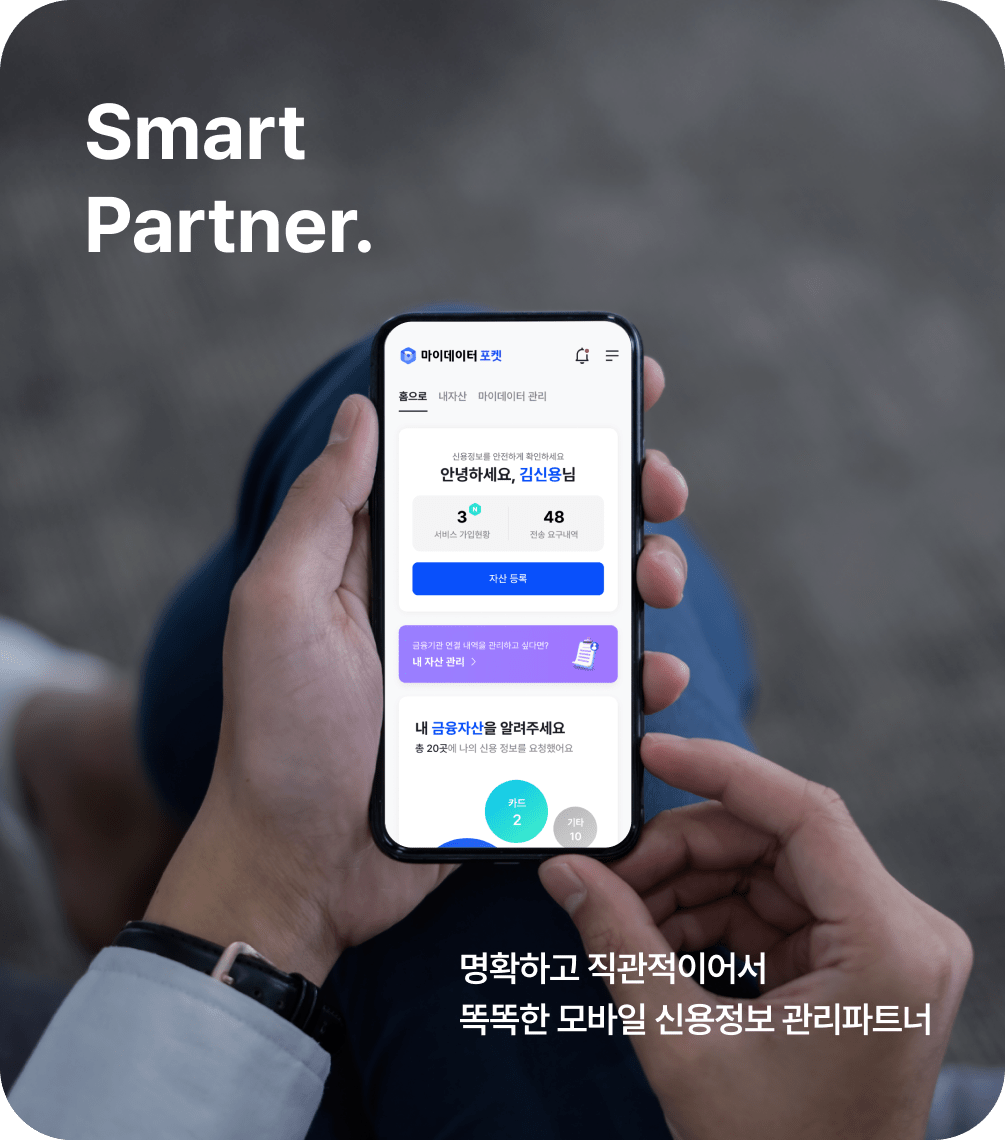 Smart
Partner.
마이데이터 포켓
홈으로 내자산 마이데이터 관리
신용정보를 안전하게 확인하세요
안녕하세요, 김신용님
3 N 48
서비스 가입현황 전송 요구내역
자산 등록
금융기관 연결 내역을 관리하고 싶다면?
내 자산 관리 >
내 금융자산을 알려주세요
총 20곳에 나의 신용 정보를 요청했어요
카드
2
기타
10
명확하고 직관적이어서
똑똑한 모바일 신용정보 관리파트너